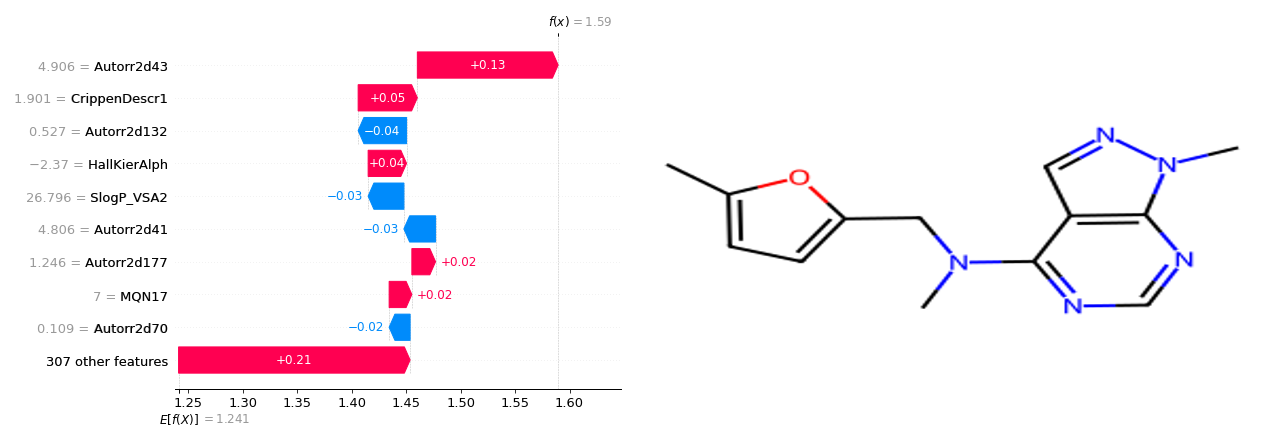 f(x) = 1.59
4.906 = Autorr2d43
+0.13
1.901 = CrippenDescr1
+0.05
0.527 = Autorr2d132
−0.04
−2.37 = HallKierAlph
+0.04
26.796 = SlogP_VSA2
−0.03
4.806 = Autorr2d41
−0.03
1.246 = Autorr2d177
+0.02
7 = MQN17
+0.02
0.109 = Autorr2d70
−0.02
307 other features
+0.21
1.25 1.30 1.35 1.40 1.45 1.50 1.55 1.60
E[f(X)] = 1.241
N
N
O
N
N
N